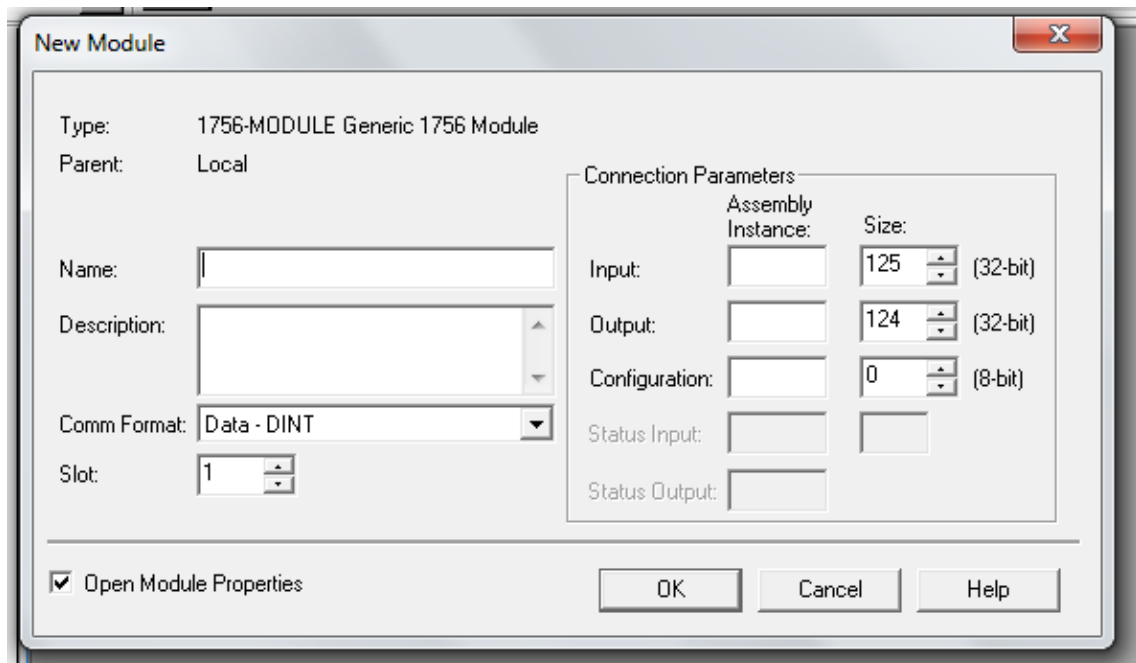 New Module
Type: 1756-MODULE Generic 1756 Module
Parent: Local
Connection Parameters
Assembly
Instance: Size:
Name:
Input: 125 (32-bit)
Description:
Output: 124 (32-bit)
Configuration: 0 (8-bit)
Comm Format: Data - DINT
Status Input:
Slot: 1
Status Output:
Open Module Properties
OK Cancel Help